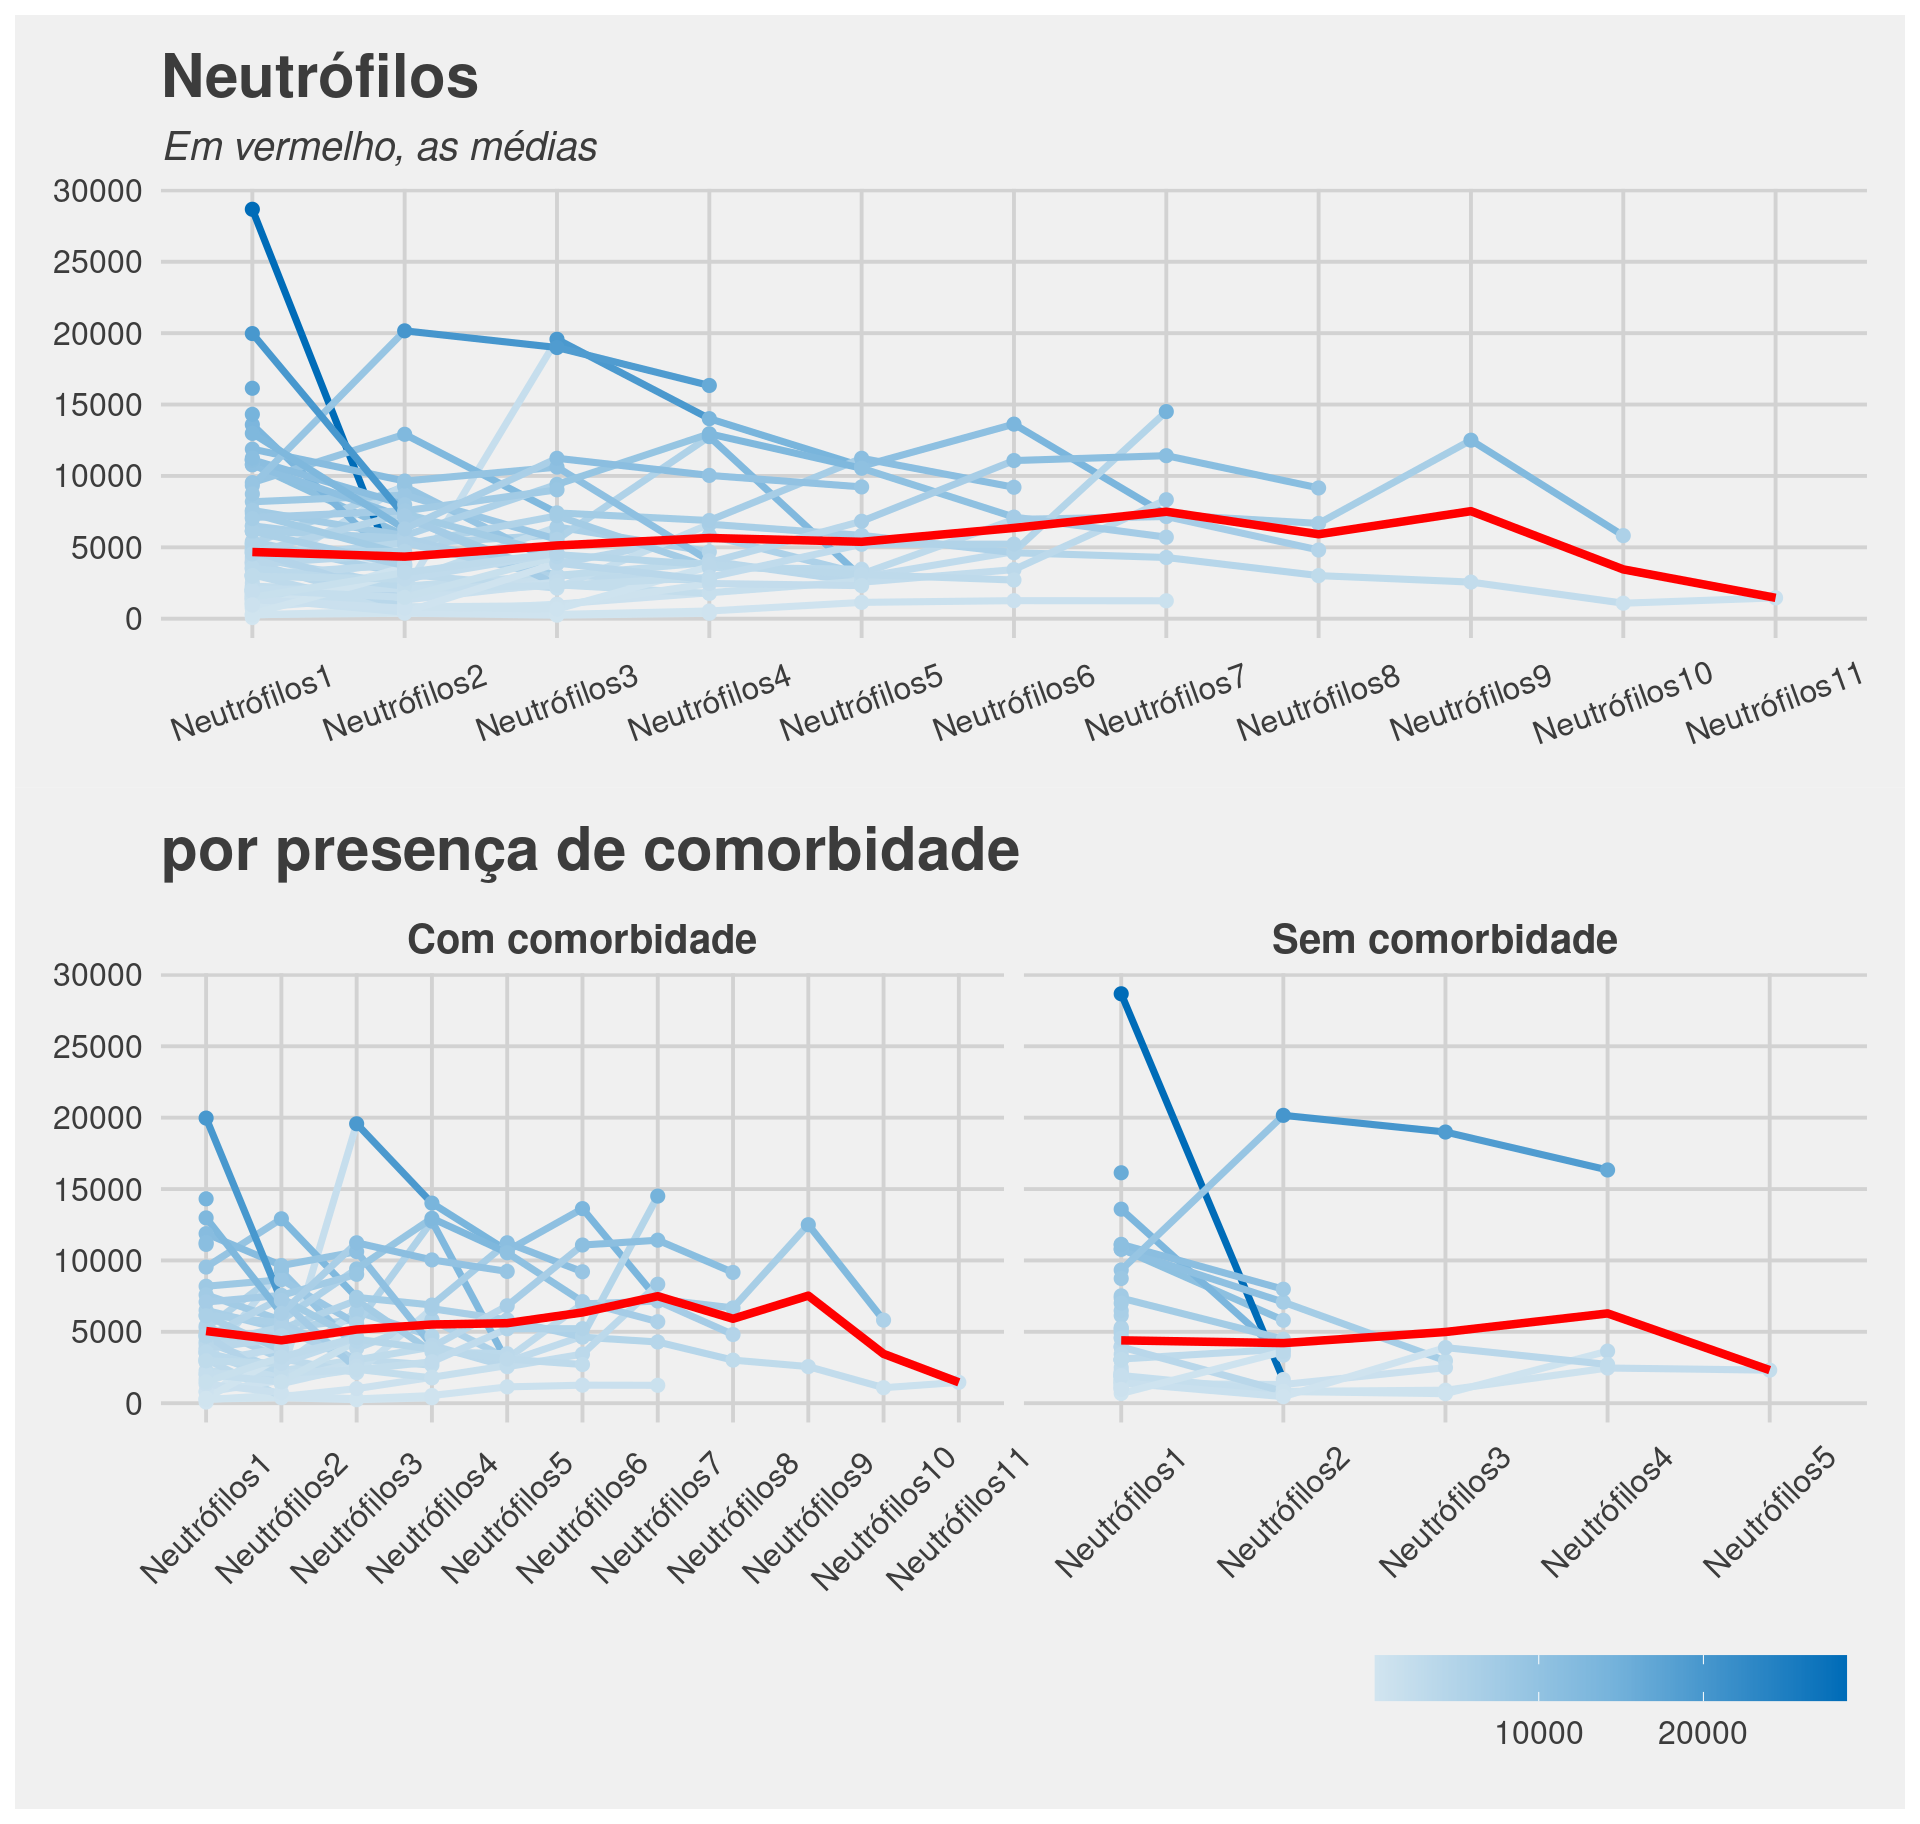 Neutrófilos
Em vermelho, as médias
30000
25000
20000
15000
10000
5000
0
Neutrófilos1
Neutrófilos2
Neutrófilos3
Neutrófilos4
Neutrófilos5
Neutrófilos6
Neutrófilos7
Neutrófilos8
Neutrófilos9
Neutrófilos10
Neutrófilos11
por presença de comorbidade
Com comorbidade
Sem comorbidade
30000
25000
20000
15000
10000
5000
0
Neutrófilos1
Neutrófilos2
Neutrófilos3
Neutrófilos4
Neutrófilos5
Neutrófilos6
Neutrófilos7
Neutrófilos8
Neutrófilos9
Neutrófilos10
Neutrófilos11
Neutrófilos1
Neutrófilos2
Neutrófilos3
Neutrófilos4
Neutrófilos5
10000
20000